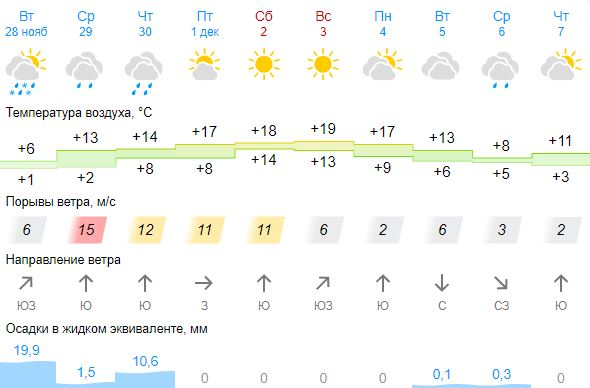 Вт Ср Чт Пт Сб Вс Пн Вт Ср Чт
28 нояб 29 30 1 дек 2 3 4 5 6 7
Температура воздуха, °C
+6 +13 +14 +17 +18 +19 +17 +13 +8 +11
+1 +2 +8 +8 +14 +13 +9 +6 +5 +3
Порывы ветра, м/с
6 15 12 11 11 6 2 6 3 2
Направление ветра
ЮЗ Ю Ю З Ю ЮЗ Ю С СЗ Ю
Осадки в жидком эквиваленте, мм
19,9 1,5 10,6 0 0 0 0 0,1 0,3 0